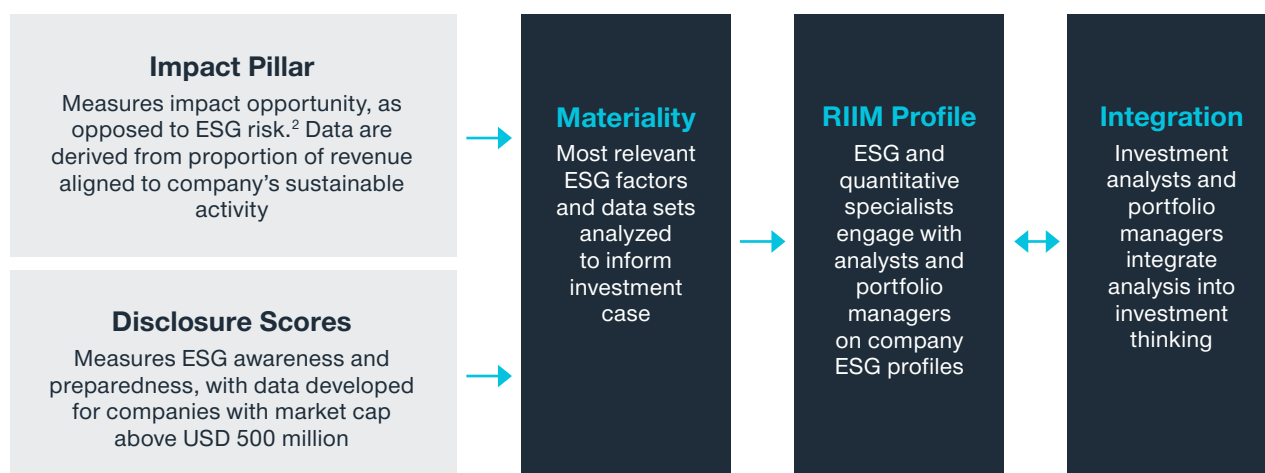 Impact Pillar
Measures impact opportunity, as
opposed to ESG risk.² Data are
derived from proportion of revenue
aligned to company’s sustainable
activity
Disclosure Scores
Measures ESG awareness and
preparedness, with data developed
for companies with market cap
above USD 500 million
Materiality
Most relevant
ESG factors
and data sets
analyzed
to inform
investment
case
RIIM Profile
ESG and
quantitative
specialists
engage with
analysts and
portfolio
managers
on company
ESG profiles
Integration
Investment
analysts and
portfolio
managers
integrate
analysis into
investment
thinking